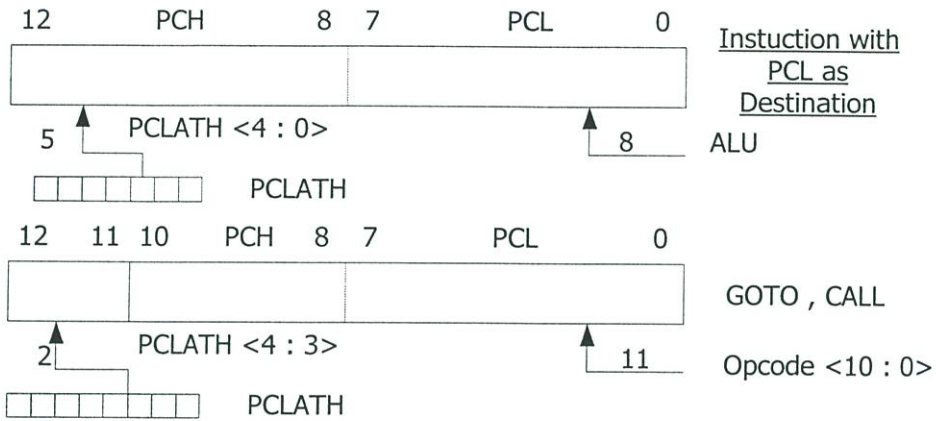 12 PCH 8 7 PCL 0
Instuction with
PCL as
Destination
5 PCLATH <4 : 0> 8 ALU
PCLATH
12 11 10 PCH 8 7 PCL 0
GOTO , CALL
2 PCLATH <4 : 3> 11 Opcode <10 : 0>
PCLATH